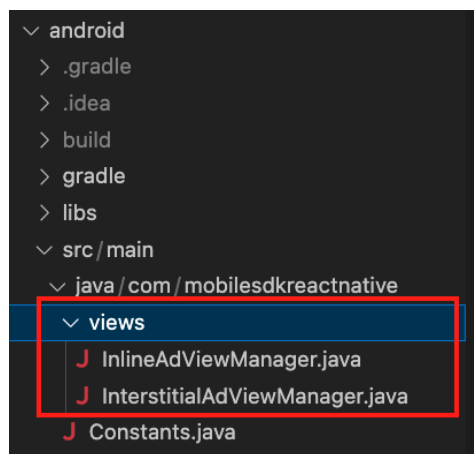 android
.gradle
.idea
build
gradle
libs
src/main
java/com/mobilesdkreactnative
views
J InlineAdViewManager.java
J InterstitialAdViewManager.java
J Constants.java